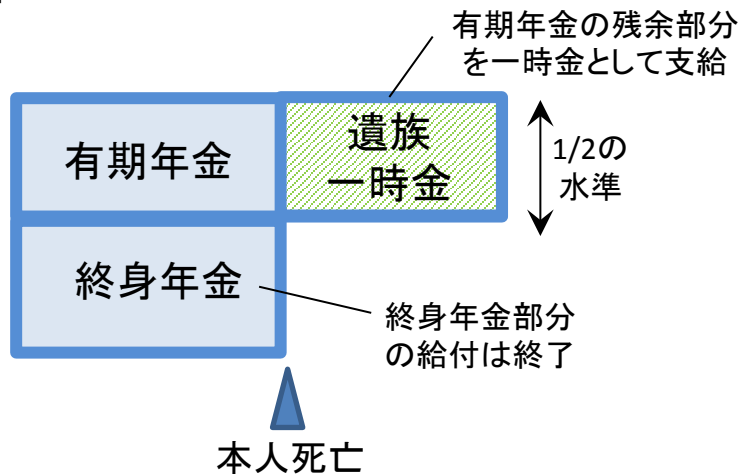 有期年金の残余部分
を一時金として支給
有期年金
遺族
一時金
1/2の
水準
終身年金
終身年金部分
の給付は終了
本人死亡